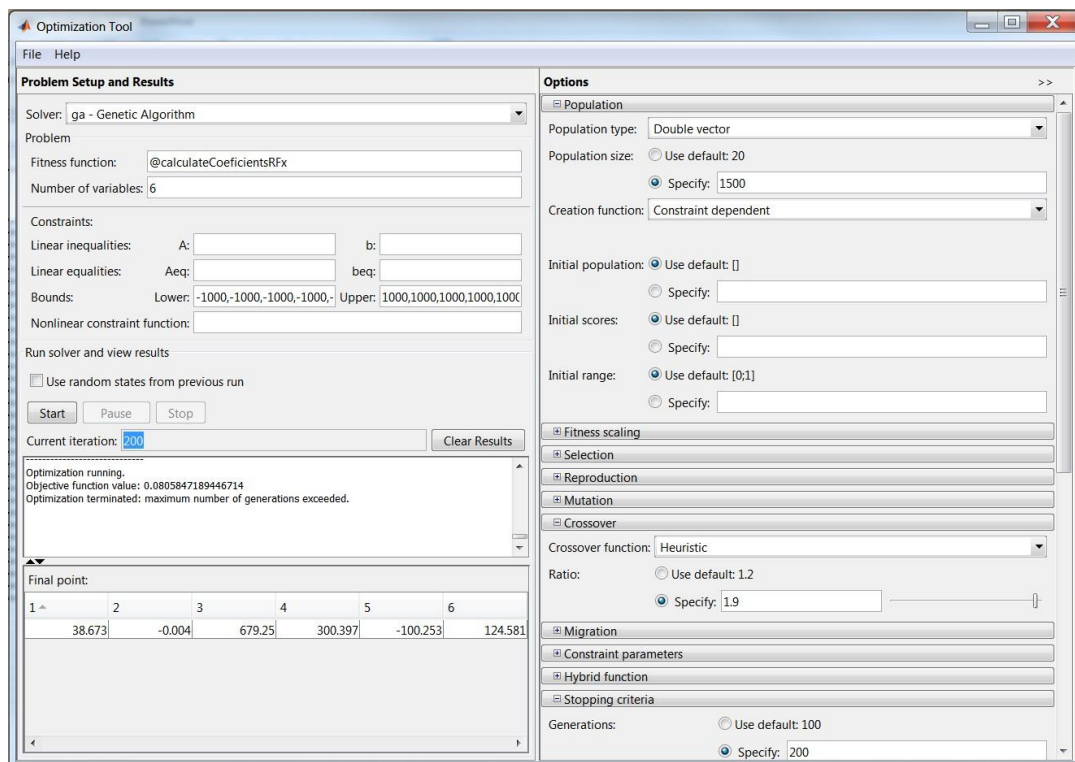 Optimization Tool
File Help
Problem Setup and Results
Solver: ga - Genetic Algorithm
Problem
Fitness function: @calculateCoeficientsRFx
Number of variables: 6
Constraints:
Linear inequalities: A: b:
Linear equalities: Aeq: beq:
Bounds: Lower: -1000,-1000,-1000,-1000,- Upper: 1000,1000,1000,1000,1000
Nonlinear constraint function:
Run solver and view results
Use random states from previous run
Start Pause Stop
Current iteration: 200 Clear Results
Optimization running.
Objective function value: 0.0805847189446714
Optimization terminated: maximum number of generations exceeded.
Final point:
1 2 3 4 5 6
38.673 -0.004 679.25 300.397 -100.253 124.581
Options >>
Population
Population type: Double vector
Population size: Use default: 20
Specify: 1500
Creation function: Constraint dependent
Initial population: Use default: []
Specify:
Initial scores: Use default: []
Specify:
Initial range: Use default: [0;1]
Specify:
Fitness scaling
Selection
Reproduction
Mutation
Crossover
Crossover function: Heuristic
Ratio: Use default: 1.2
Specify: 1.9
Migration
Constraint parameters
Hybrid function
Stopping criteria
Generations: Use default: 100
Specify: 200